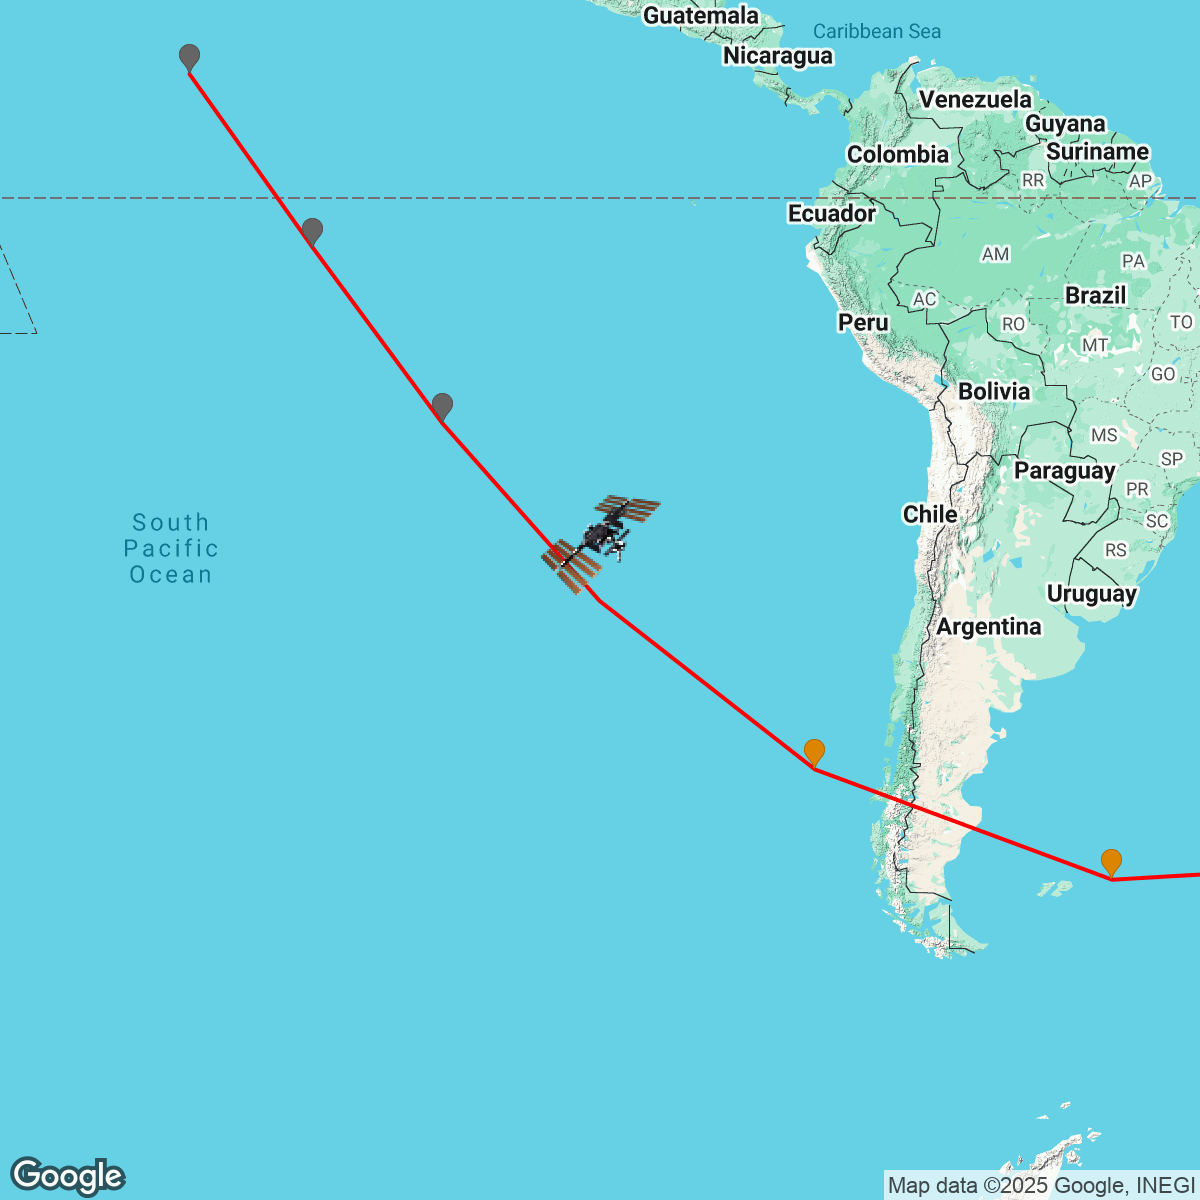 Guatemala
Caribbean Sea
Nicaragua
Venezuela
Guyana
Colombia
Suriname
RR
AP
Ecuador
AM
PA
Brazil
AC
Peru
RO
TO
MT
GO
Bolivia
MS
SP
Paraguay
PR
Chile
SC
South
Pacific
Ocean
RS
Uruguay
Argentina
Google
Map data ©2025 Google, INEGI